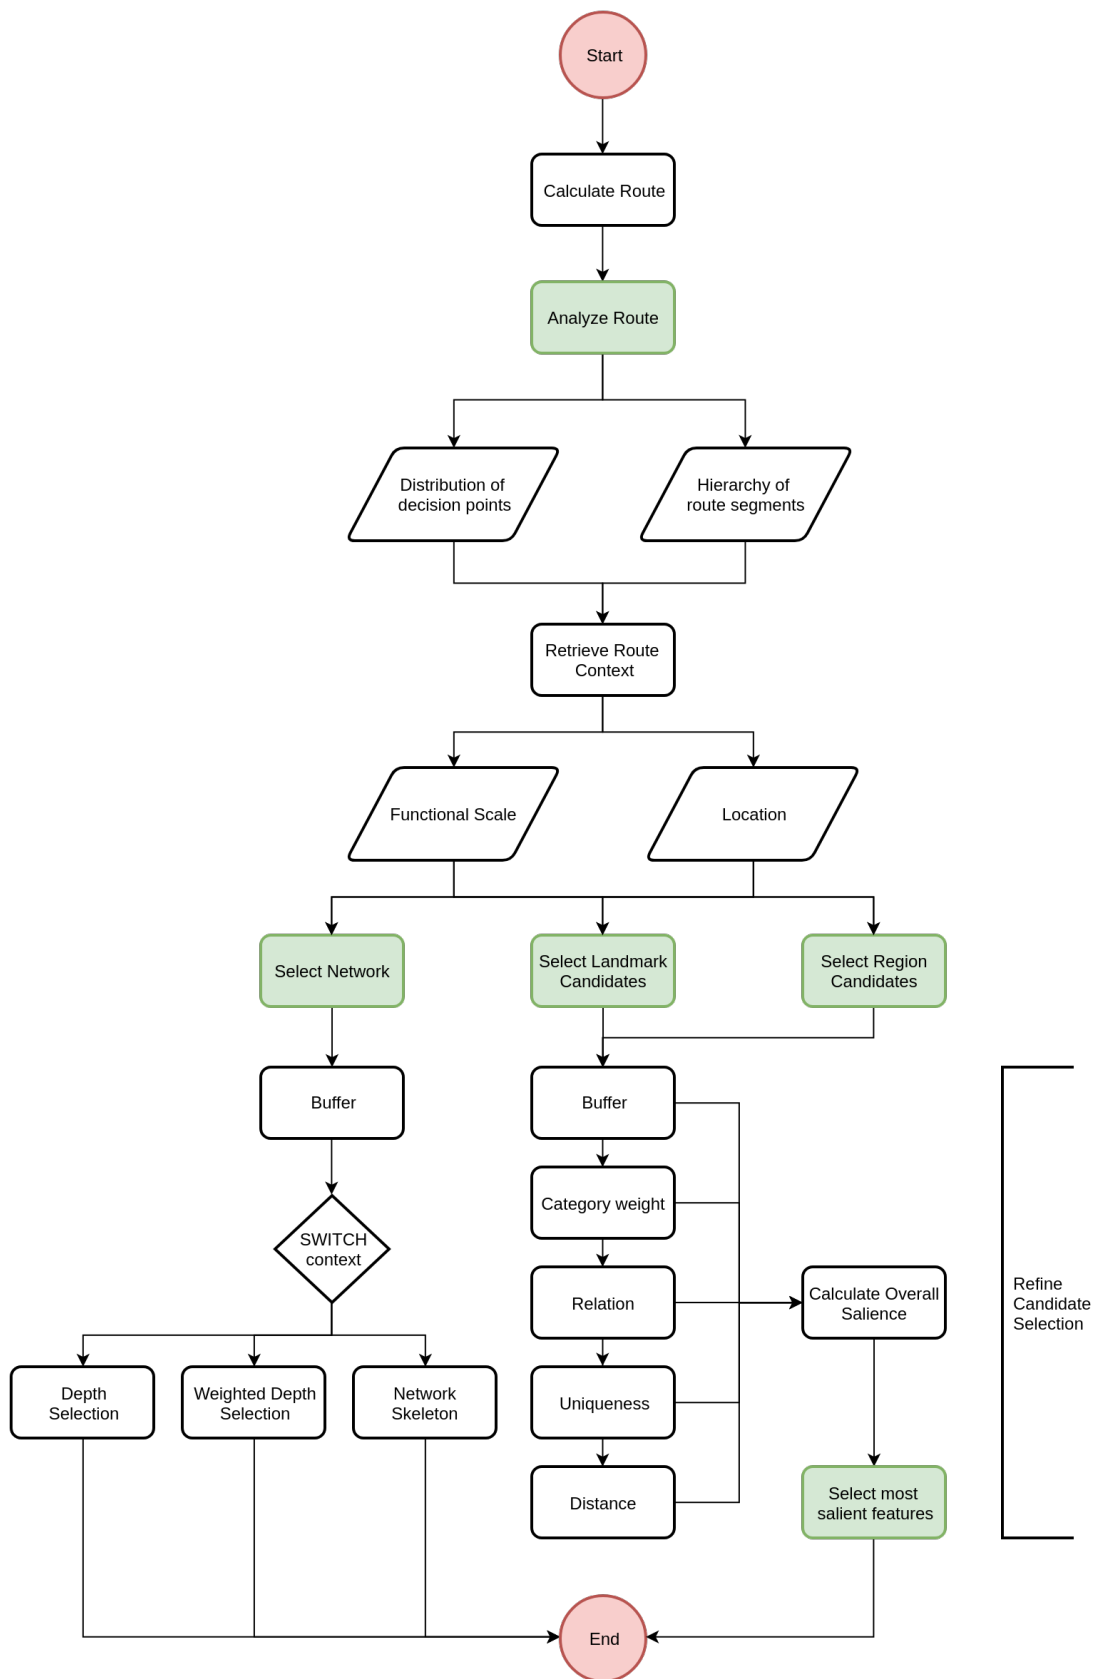 Start
Calculate Route
Analyze Route
Distribution of
decision points
Hierarchy of
route segments
Retrieve Route
Context
Functional Scale
Location
Select Network
Select Landmark
Candidates
Select Region
Candidates
Buffer
Buffer
Category weight
SWITCH
context
Relation
Calculate Overall
Salience
Refine
Candidate
Selection
Depth
Selection
Weighted Depth
Selection
Network
Skeleton
Uniqueness
Distance
Select most
salient features
End